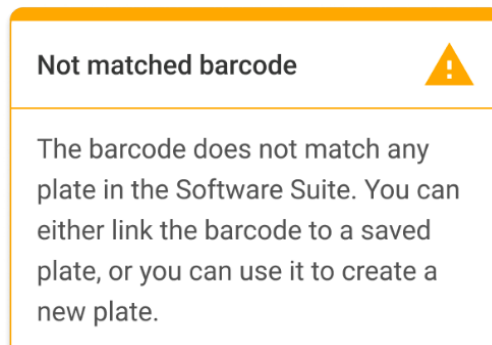 Not matched barcode
The barcode does not match any
plate in the Software Suite. You can
either link the barcode to a saved
plate, or you can use it to create a
new plate.